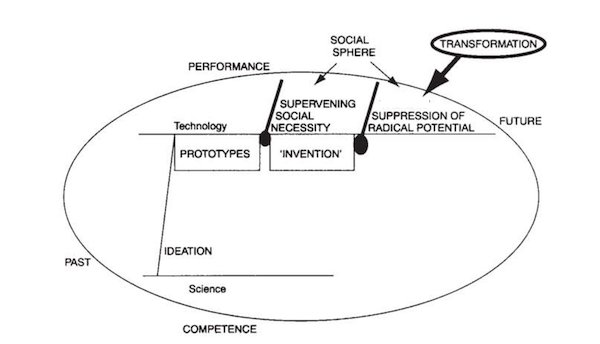 SOCIAL
SPHERE
TRANSFORMATION
PERFORMANCE
SUPERVENING
SOCIAL
NECESSITY
SUPPRESSION OF
RADICAL POTENTIAL
FUTURE
Technology
PROTOTYPES
'INVENTION'
IDEATION
PAST
Science
COMPETENCE